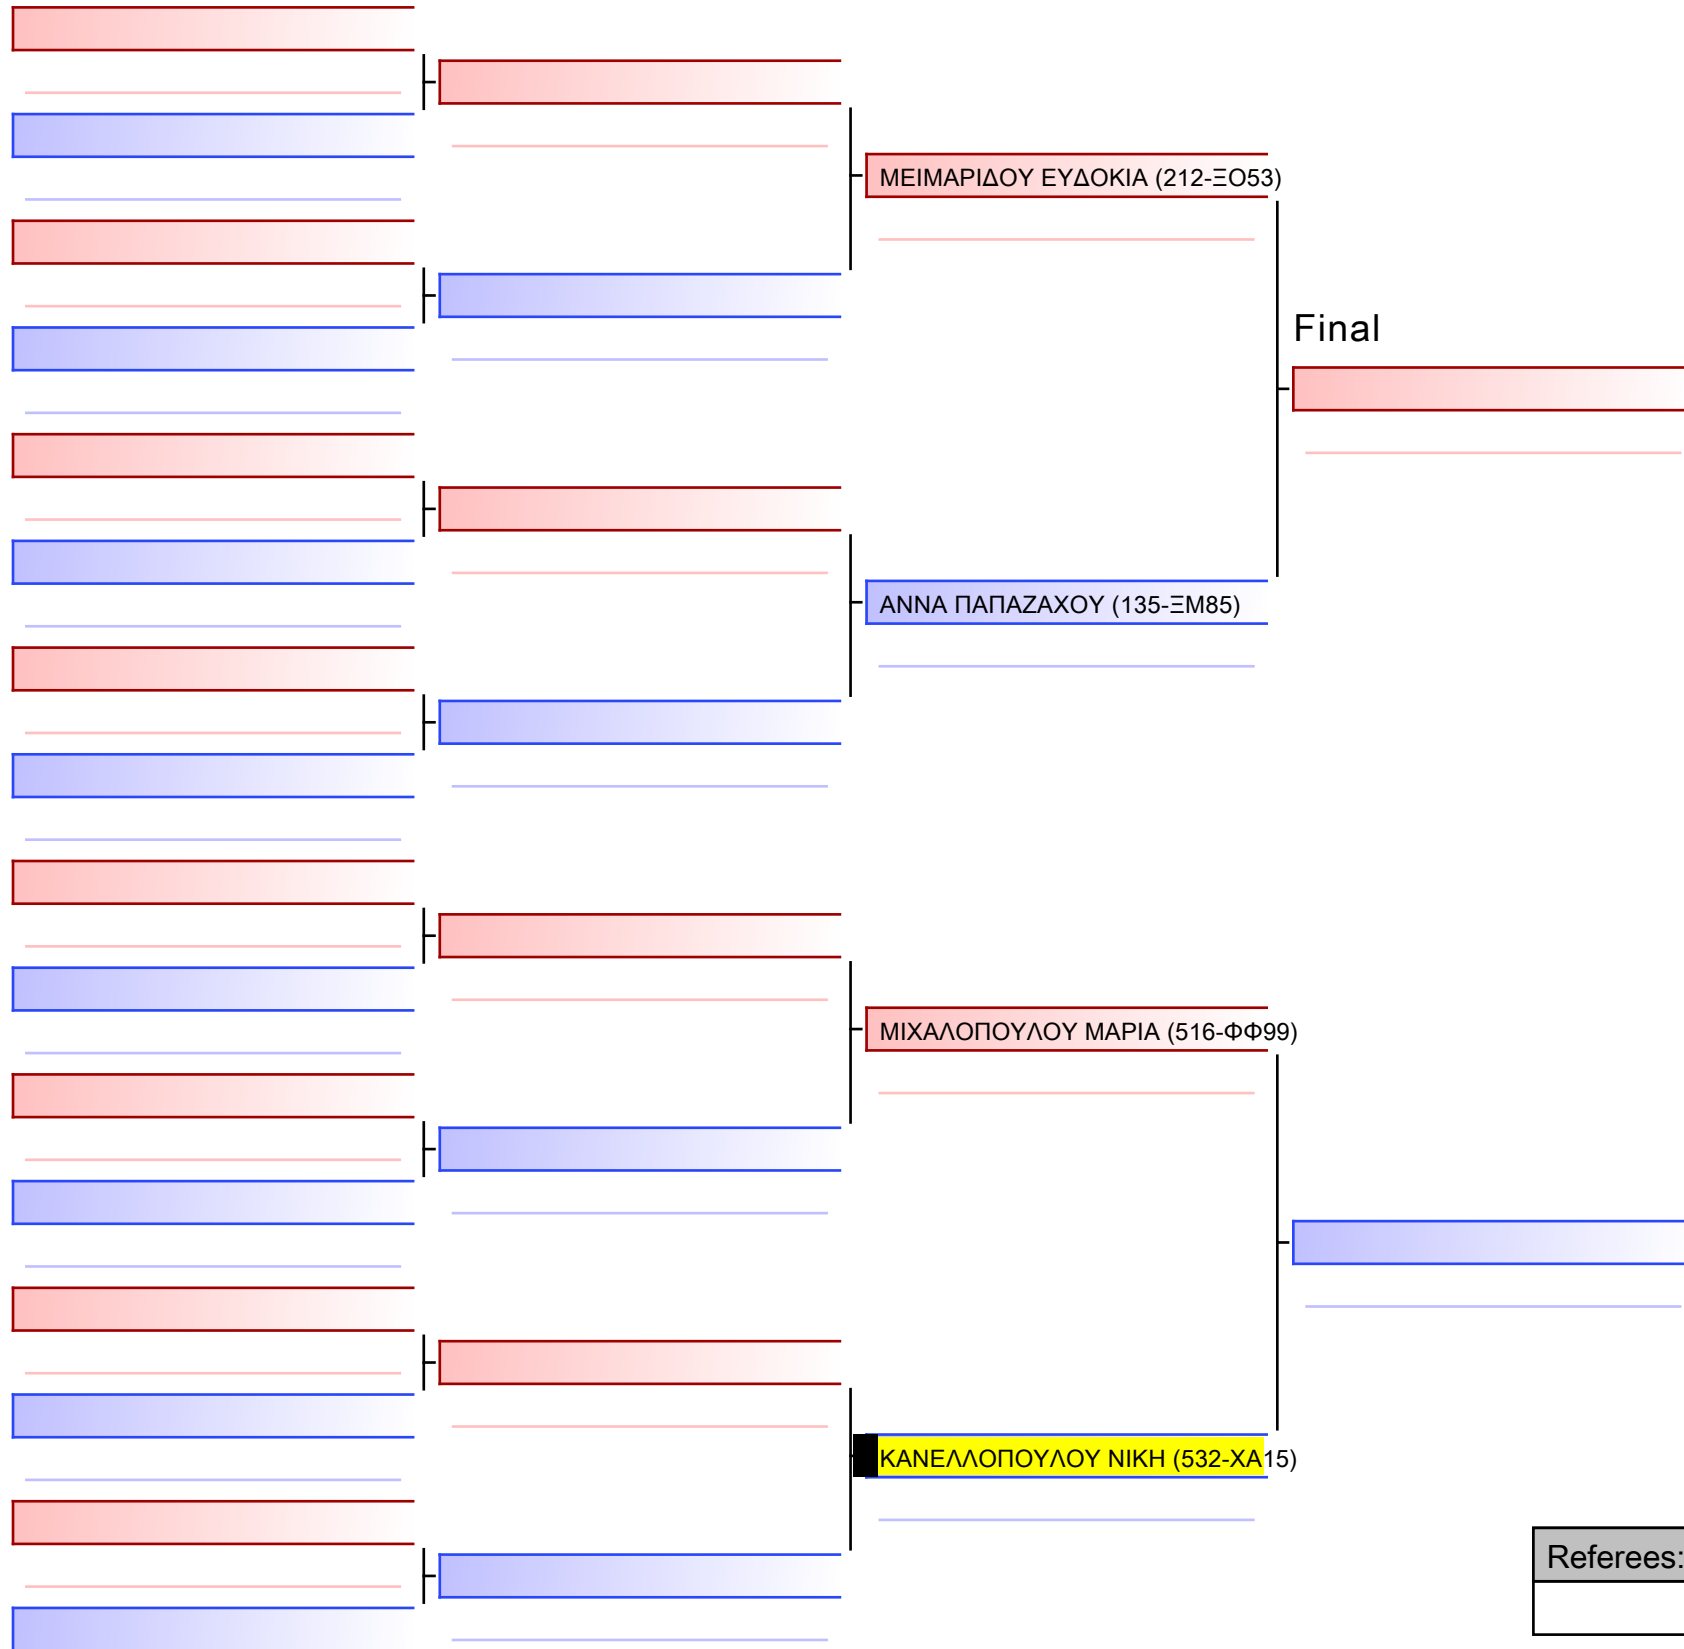 ΜΕΙΜΑΡΙΔΟΥ ΕΥΔΟΚΙΑ (212-ΞΟ53)
Final
ΑΝΝΑ ΠΑΠΑΖΑΧΟΥ (135-ΞΜ85)
ΜΙΧΑΛΟΠΟΥΛΟΥ ΜΑΡΙΑ (516-ΦΦ99)
ΚΑΝΕΛΛΟΠΟΥΛΟΥ ΝΙΚΗ (532-ΧΑ15)
Referees: